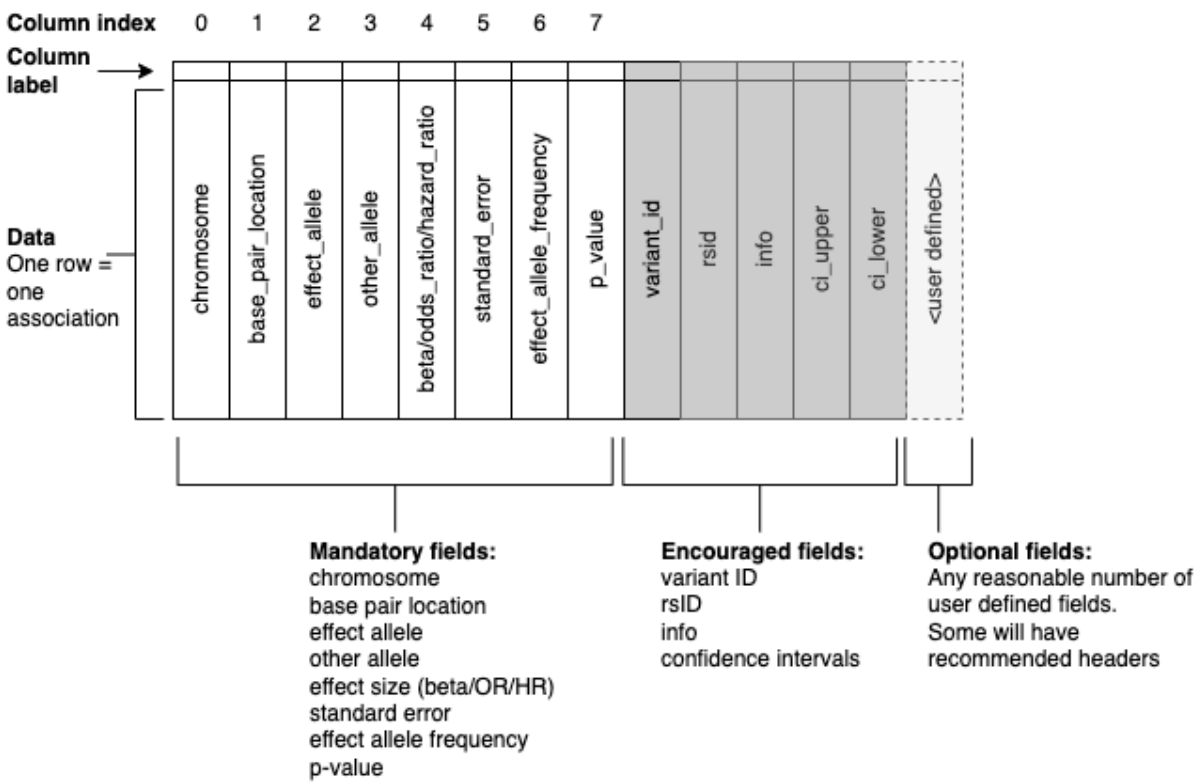 Column index 0 1 2 3 4 5 6 7
Column
label
Data
One row =
one
association
chromosome
base_pair_location
effect_allele
other_allele
beta/odds_ratio/hazard_ratio
standard_error
effect_allele_frequency
p_value
variant_id
rsid
info
ci_upper
ci_lower
<user defined>
Mandatory fields:
chromosome
base pair location
effect allele
other allele
effect size (beta/OR/HR)
standard error
effect allele frequency
p-value
Encouraged fields:
variant ID
rsID
info
confidence intervals
Optional fields:
Any reasonable number of
user defined fields.
Some will have
recommended headers